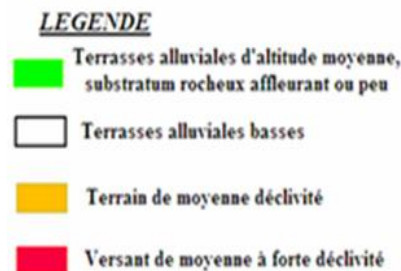 LEGENDE
Terrasses alluviales d'altitude moyenne,
substratum rocheux affleurant ou peu
Terrasses alluviales basses
Terrain de moyenne déclivité
Versant de moyenne à forte déclivité